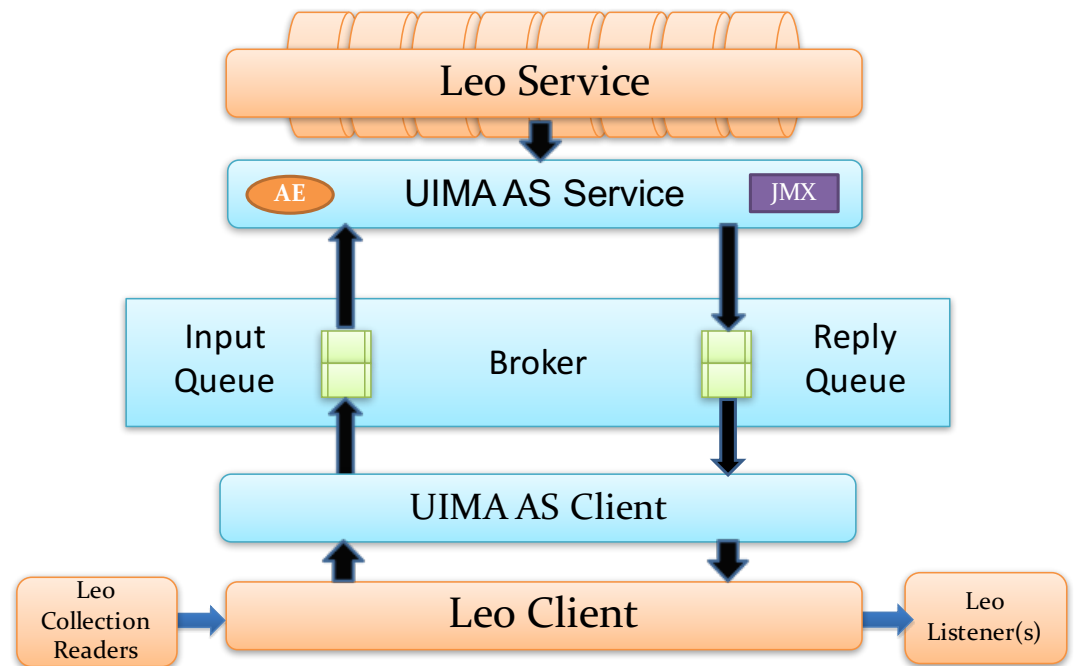 Leo Service
AE
UIMA AS Service
JMX
Input
Queue
Broker
Reply
Queue
UIMA AS Client
Leo
Collection
Readers
Leo Client
Leo
Listener(s)